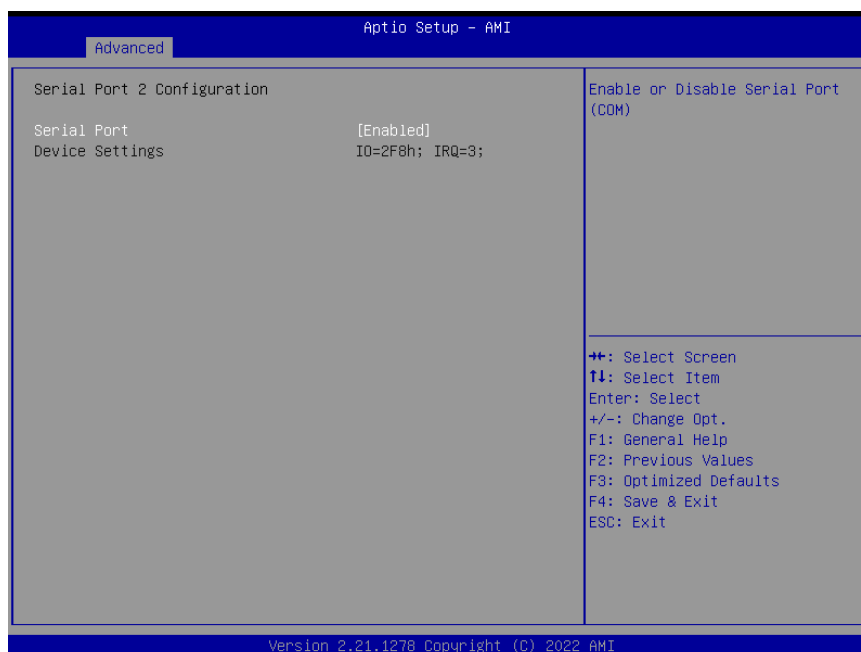 Aptio Setup – AMI
Advanced
Serial Port 2 Configuration
Serial Port [Enabled]
Device Settings IO=2F8h; IRQ=3;
Enable or Disable Serial Port
(COM)
→←: Select Screen
↑↓: Select Item
Enter: Select
+/-: Change Opt.
F1: General Help
F2: Previous Values
F3: Optimized Defaults
F4: Save & Exit
ESC: Exit
Version 2.21.1278 Copyright (C) 2022 AMI